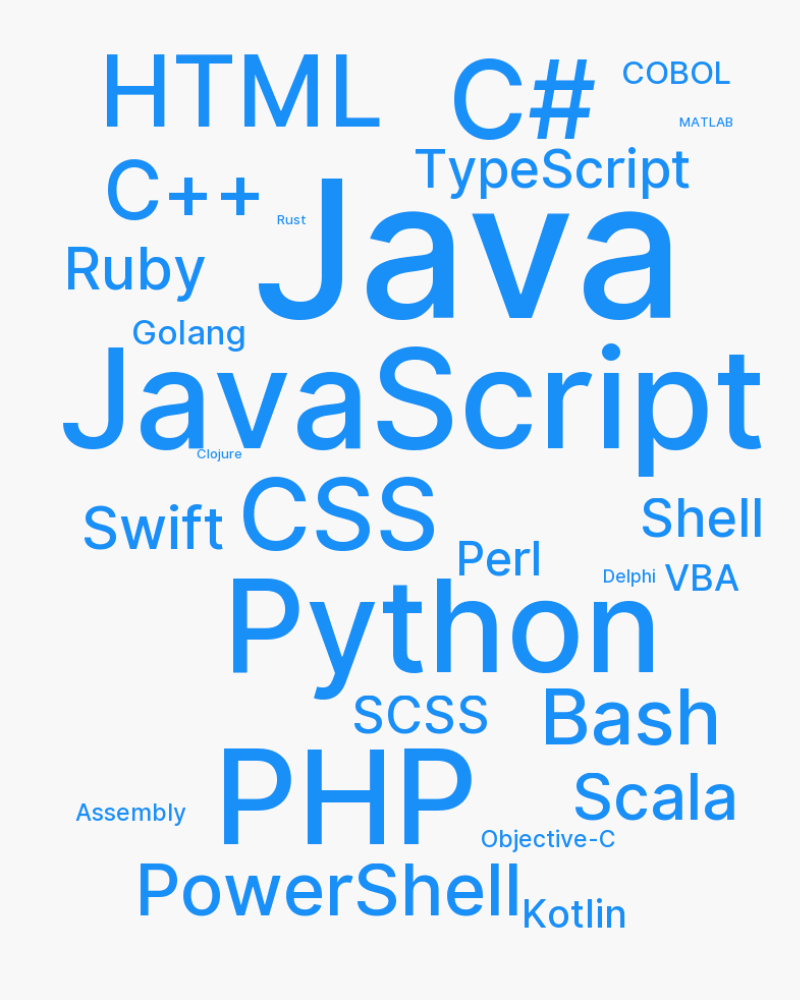 HTML
C#
COBOL
MATLAB
TypeScript
C++
Rust
Java
Ruby
Golang
JavaScript
Clojure
CSS
Swift
Shell
Perl
Delphi
VBA
Python
SCSS
Bash
PHP
Scala
Assembly
Objective-C
PowerShell
Kotlin